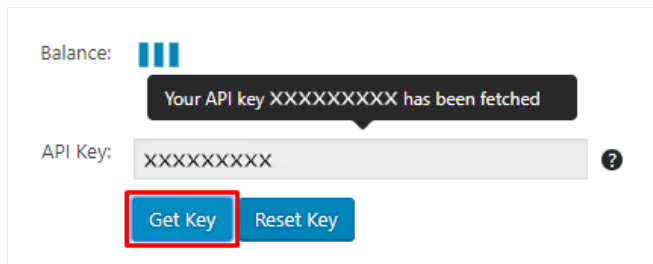 Balance:
Your API key XXXXXXXXX has been fetched
API Key:
XXXXXXXXX
?
Get Key
Reset Key